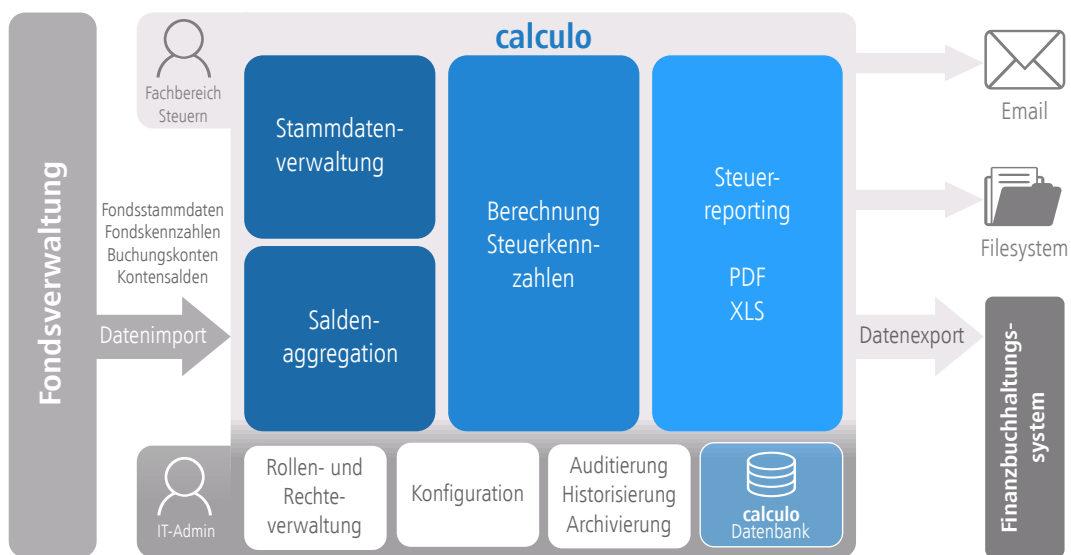 calculo
Fondsverwaltung
Fachbereich
Steuern
Fondsstammdaten
Fondskennzahlen
Buchungskonten
Kontensalden
Datenimport
Stammdaten-
verwaltung
Salden-
aggregation
Berechnung
Steuerkenn-
zahlen
Steuer-
reporting
PDF
XLS
Email
Filesystem
Datenexport
Finanzbuchhaltungs-
system
IT-Admin
Rollen- und
Rechte-
verwaltung
Konfiguration
Auditierung
Historisierung
Archivierung
calculo
Datenbank